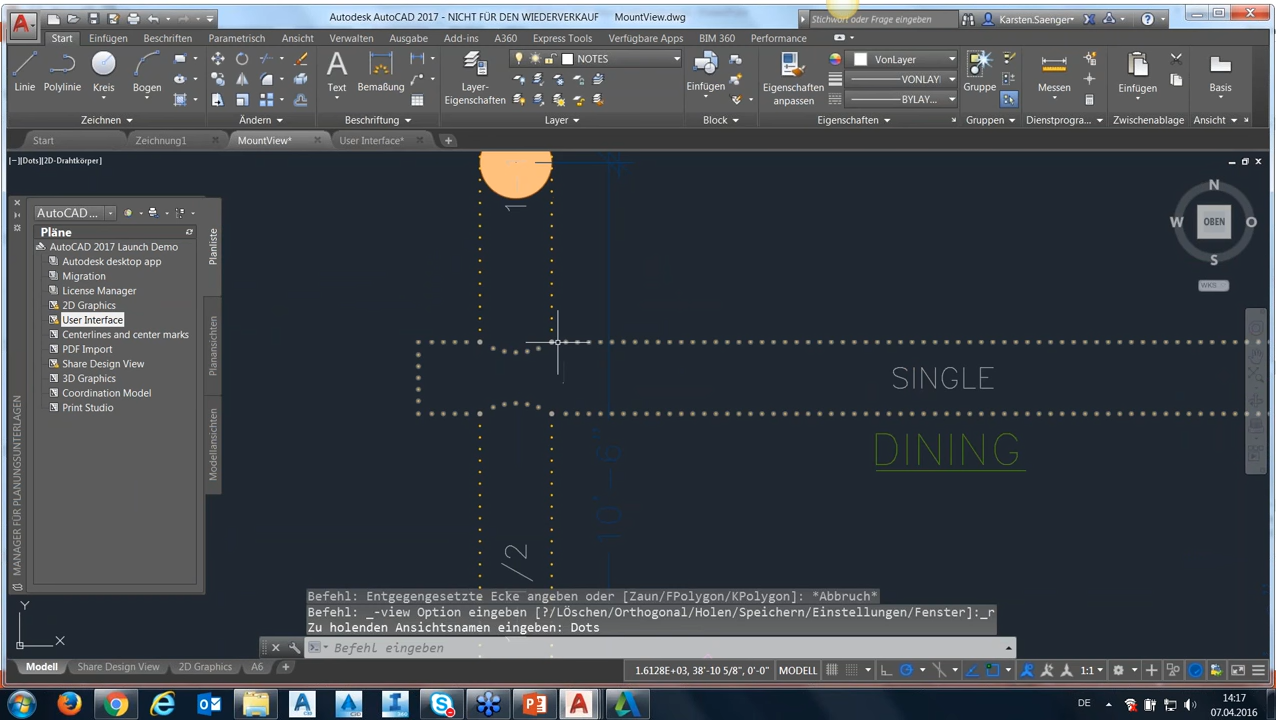 Autodesk AutoCAD 2017 - NICHT FÜR DEN WIEDERVERKAUF MountView.dwg
Stichwort oder Frage eingeben
Karsten.Saenger...
Start Einfügen Beschriften Parametrisch Ansicht Verwalten Ausgabe Add-ins A360 Express Tools Verfügbare Apps BIM 360 Performance
NOTES
VonLayer
VONLAY...
BYLAY...
Linie Polylinie Kreis Bogen Text Bemaßung Layer-Eigenschaften Einfügen Eigenschaften anpassen Gruppe Messen Einfügen Basis
Zeichnen Ändern Beschriftung Layer Block Eigenschaften Gruppen Dienstprogr... Zwischenablage Ansicht
Start Zeichnung1 MountView* User Interface*
[−][Dots][2D-Drahtkörper]
N
W OBEN O
S
WKS
AutoCAD ...
Pläne
AutoCAD 2017 Launch Demo
Autodesk desktop app
Migration
License Manager
2D Graphics
User Interface
Centerlines and center marks
PDF Import
Share Design View
3D Graphics
Coordination Model
Print Studio
Planliste
Planansichten
Modellansichten
MANAGER FÜR PLANUNGSUNTERLAGEN
1
SINGLE
DINING
10'-6"
/2
Befehl: Entgegengesetzte Ecke angeben oder [Zaun/FPolygon/KPolygon]: *Abbruch*
Befehl: _-view Option eingeben [?/Löschen/Orthogonal/Holen/Speichern/Einstellungen/Fenster]:_r
Zu holenden Ansichtsnamen eingeben: Dots
Befehl eingeben
Y
X
Modell Share Design View 2D Graphics A6
1.6128E+03, 38'-10 5/8", 0'-0" MODELL 1:1
DE
14:17
07.04.2016